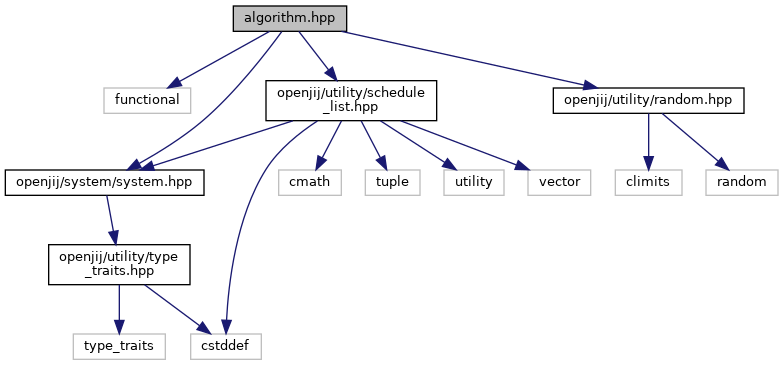 algorithm.hpp
functional
openjij/utility/schedule
_list.hpp
openjij/utility/random.hpp
openjij/system/system.hpp
cmath
tuple
utility
vector
climits
random
openjij/utility/type
_traits.hpp
type_traits
cstddef